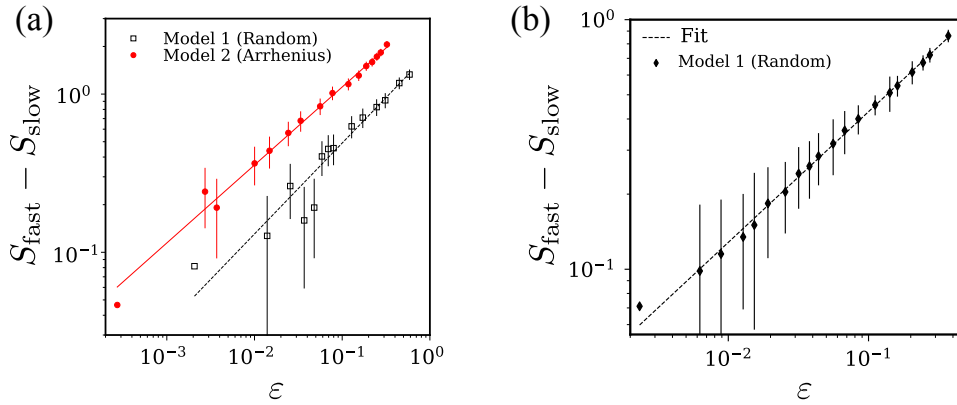 (a)
Model 1 (Random)
Model 2 (Arrhenius)
S_fast − S_slow
10^0
10^−1
10^−3
10^−2
10^−1
10^0
ε
(b)
Fit
Model 1 (Random)
S_fast − S_slow
10^0
10^−1
10^−2
10^−1
ε